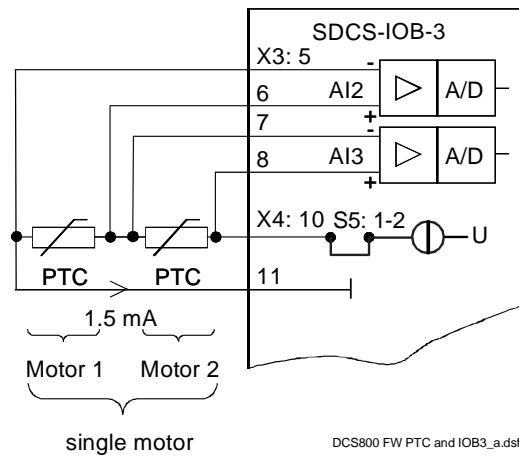 SDCS-IOB-3
X3: 5
-
6
AI2
A/D
+
7
-
8
AI3
A/D
+
X4: 10
S5: 1-2
U
PTC
PTC
11
1.5 mA
Motor 1
Motor 2
single motor
DCS800 FW PTC and IOB3_a.dsf